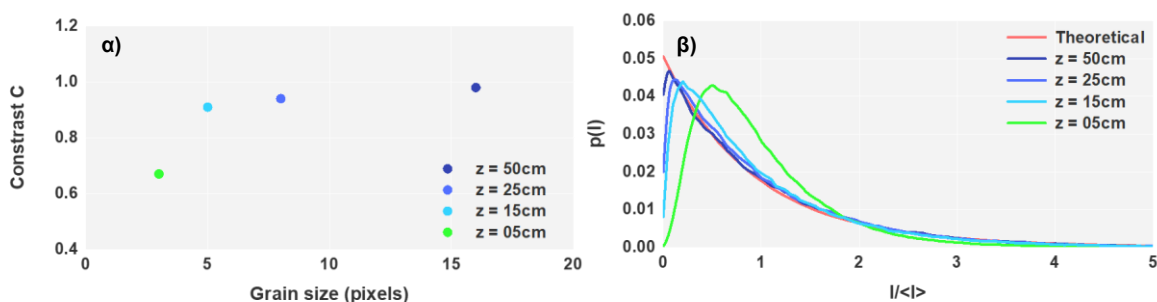 α)
1.2
1.0
0.8
0.6
0.4
Constrast C
0
5
10
15
20
Grain size (pixels)
z = 50cm
z = 25cm
z = 15cm
z = 05cm
β)
0.06
0.05
0.04
0.03
0.02
0.01
0.00
p(I)
0
1
2
3
4
5
I/<I>
Theoretical
z = 50cm
z = 25cm
z = 15cm
z = 05cm